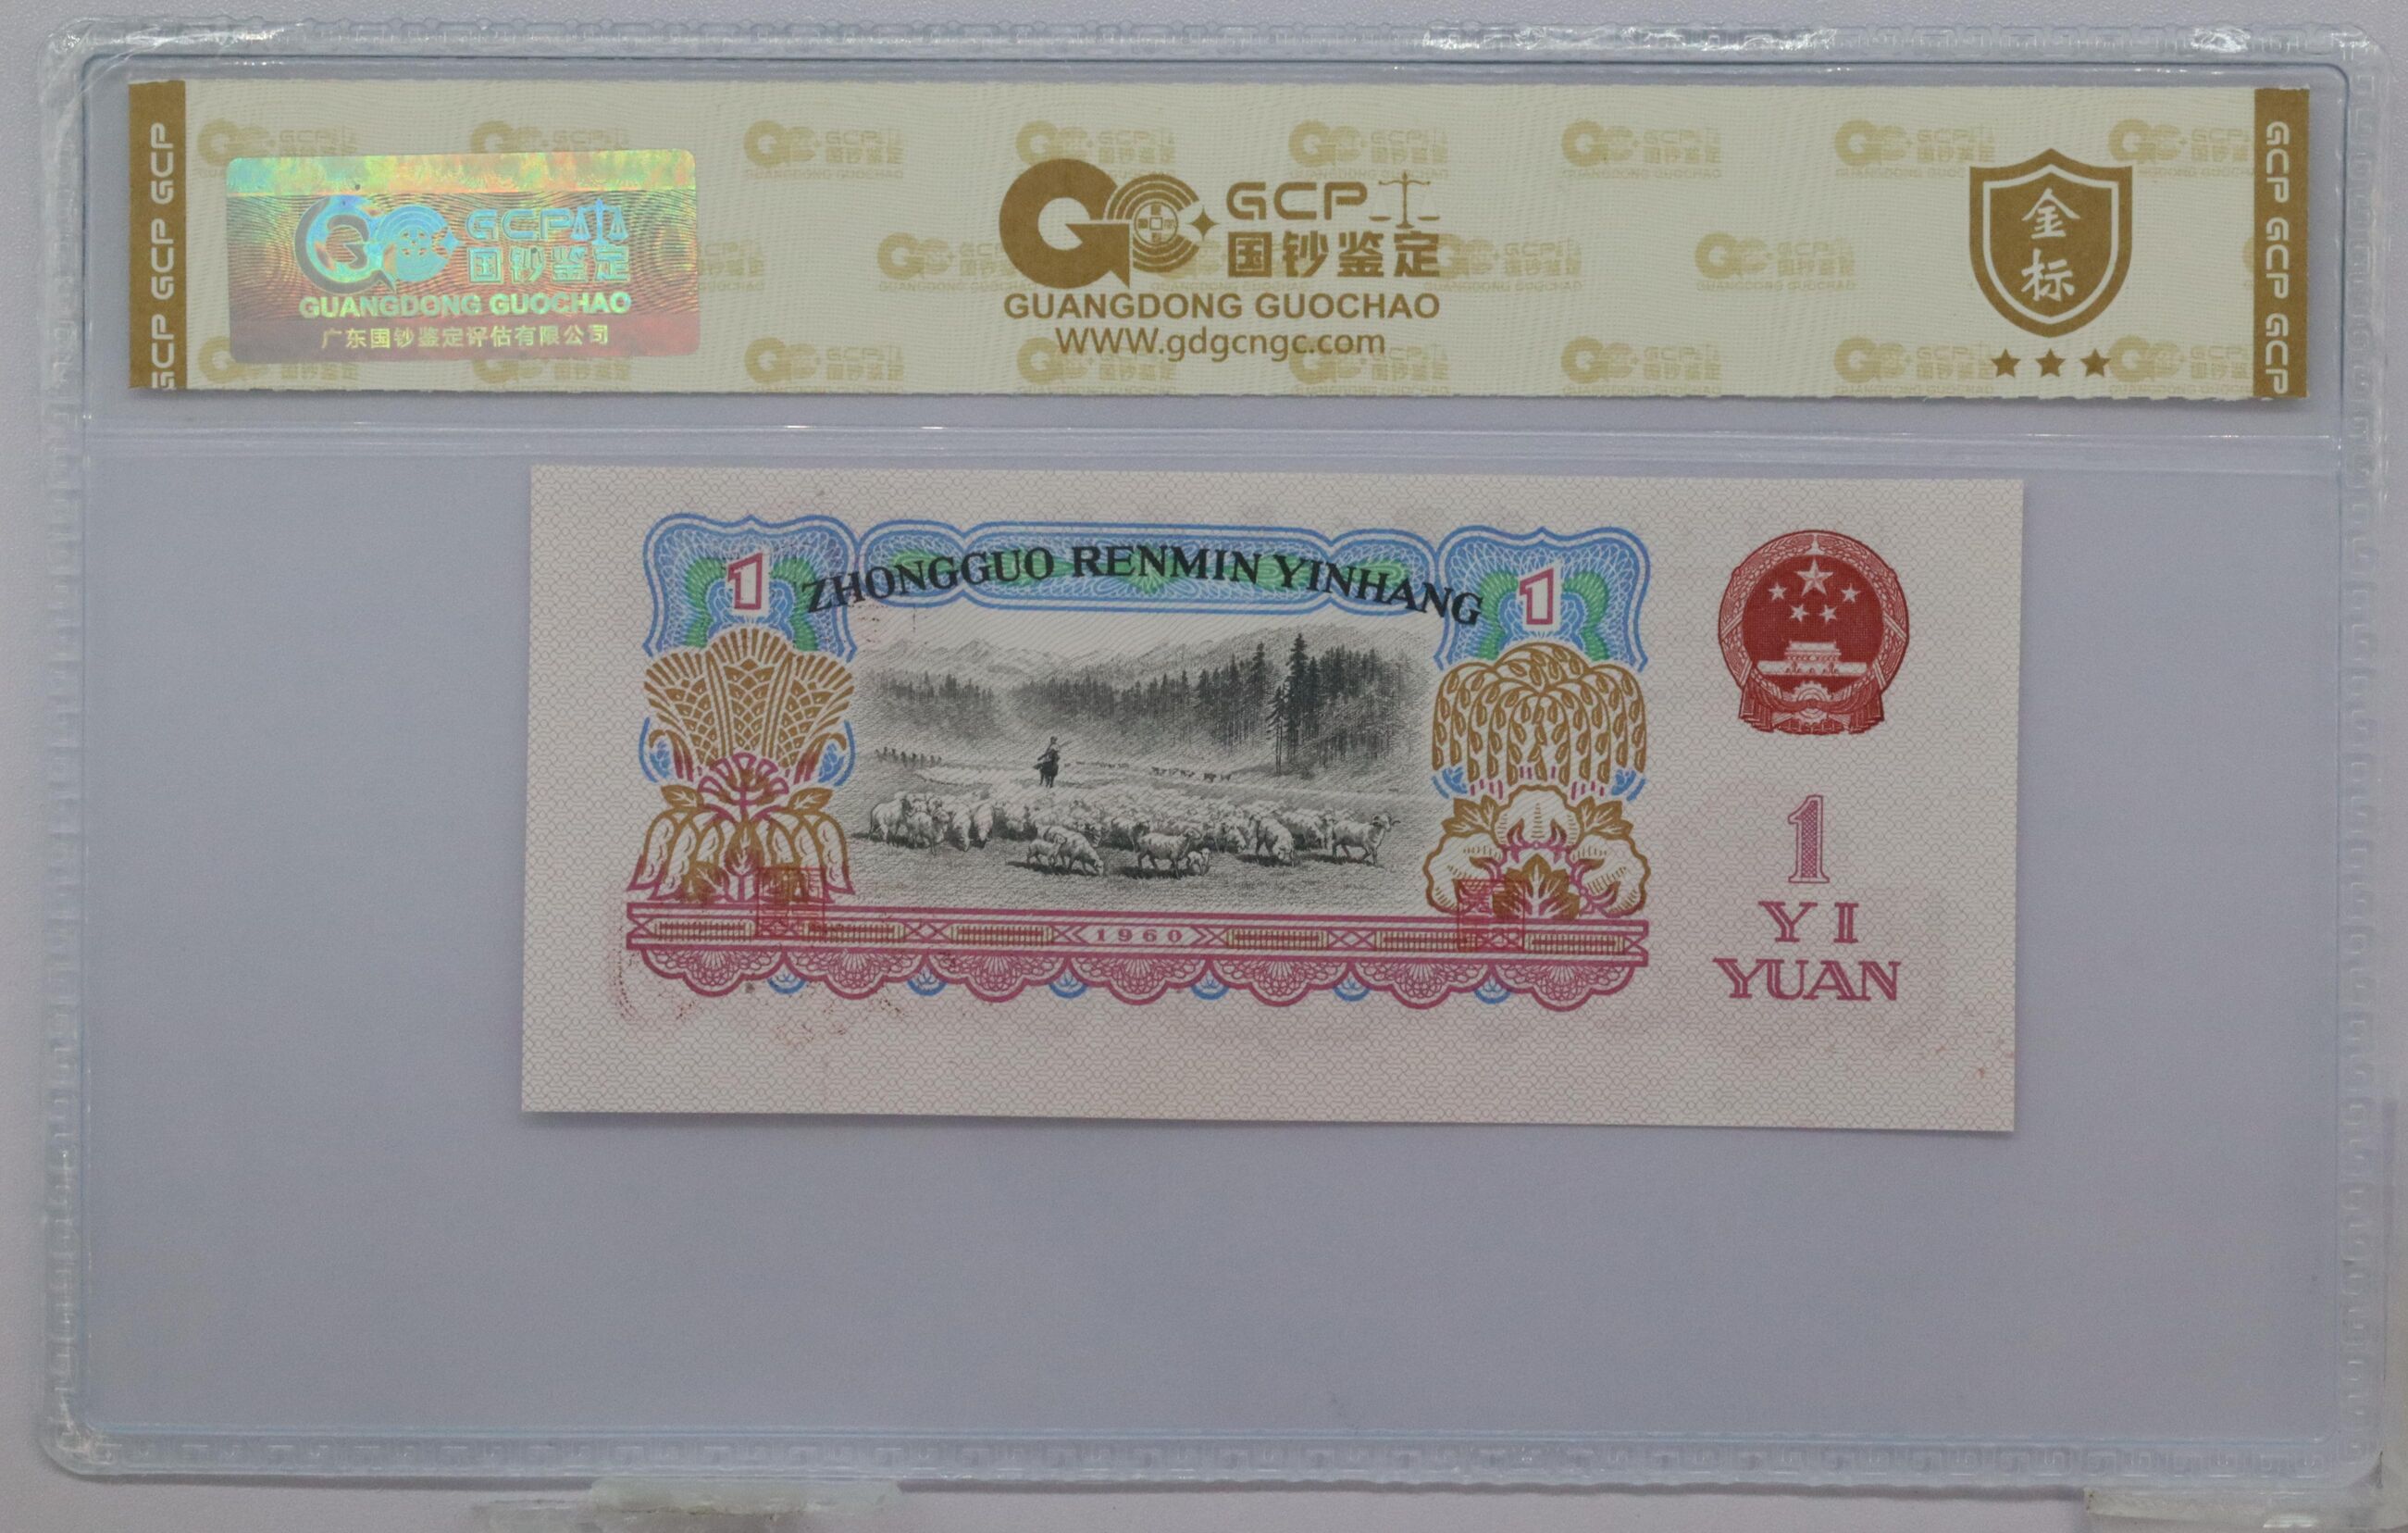 GCP GCP GCP
GCP
国钞鉴定
GUANGDONG GUOCHAO
广东国钞鉴定评估有限公司
GCP
国钞鉴定
GUANGDONG GUOCHAO
WWW.gdgcngc.com
金
标
GCP GCP GCP
ZHONGGUO RENMIN YINHANG
1
1
1
YI
YUAN
1960